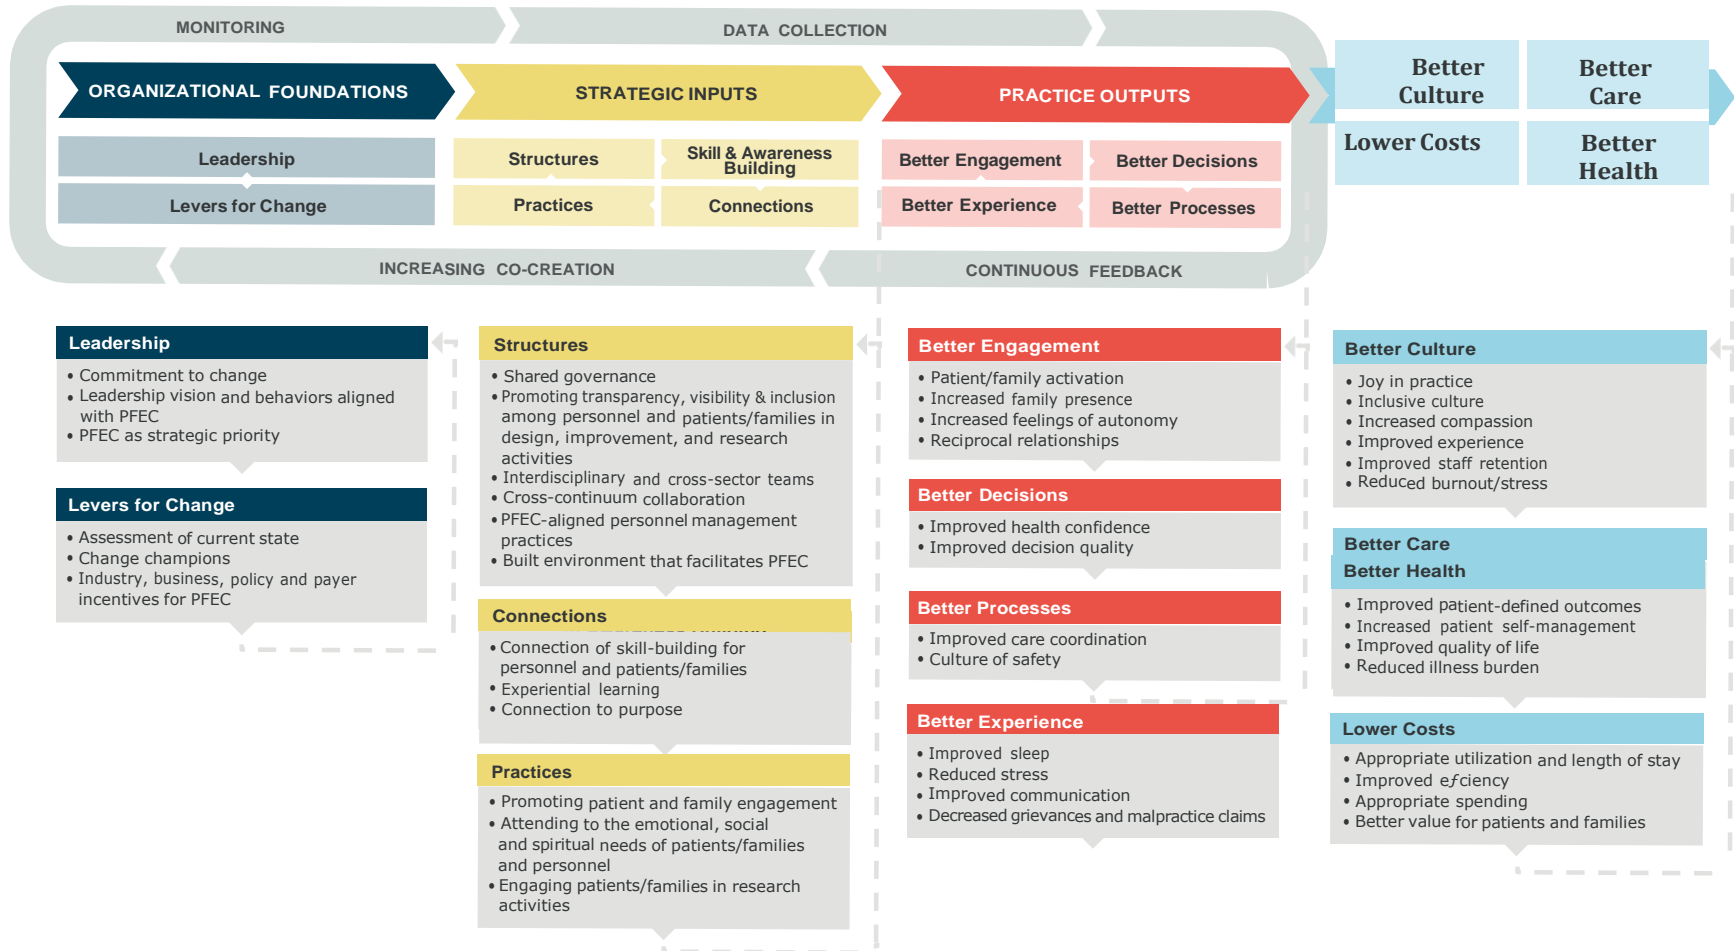 MONITORING
DATA COLLECTION
ORGANIZATIONAL FOUNDATIONS
STRATEGIC INPUTS
PRACTICE OUTPUTS
Better
Culture
Better
Care
Lower Costs
Better
Health
Leadership
Levers for Change
Structures
Skill & Awareness
Building
Practices
Connections
Better Engagement
Better Decisions
Better Experience
Better Processes
INCREASING CO-CREATION
CONTINUOUS FEEDBACK
Leadership
• Commitment to change
• Leadership vision and behaviors aligned
with PFEC
• PFEC as strategic priority
Levers for Change
• Assessment of current state
• Change champions
• Industry, business, policy and payer
incentives for PFEC
Structures
• Shared governance
• Promoting transparency, visibility & inclusion
among personnel and patients/families in
design, improvement, and research
activities
• Interdisciplinary and cross-sector teams
• Cross-continuum collaboration
• PFEC-aligned personnel management
practices
• Built environment that facilitates PFEC
Connections
• Connection of skill-building for
personnel and patients/families
• Experiential learning
• Connection to purpose
Practices
• Promoting patient and family engagement
• Attending to the emotional, social
and spiritual needs of patients/families
and personnel
• Engaging patients/families in research
activities
Better Engagement
• Patient/family activation
• Increased family presence
• Increased feelings of autonomy
• Reciprocal relationships
Better Decisions
• Improved health confidence
• Improved decision quality
Better Processes
• Improved care coordination
• Culture of safety
Better Experience
• Improved sleep
• Reduced stress
• Improved communication
• Decreased grievances and malpractice claims
Better Culture
• Joy in practice
• Inclusive culture
• Increased compassion
• Improved experience
• Improved staff retention
• Reduced burnout/stress
Better Care
Better Health
• Improved patient-defined outcomes
• Increased patient self-management
• Improved quality of life
• Reduced illness burden
Lower Costs
• Appropriate utilization and length of stay
• Improved eƒciency
• Appropriate spending
• Better value for patients and families